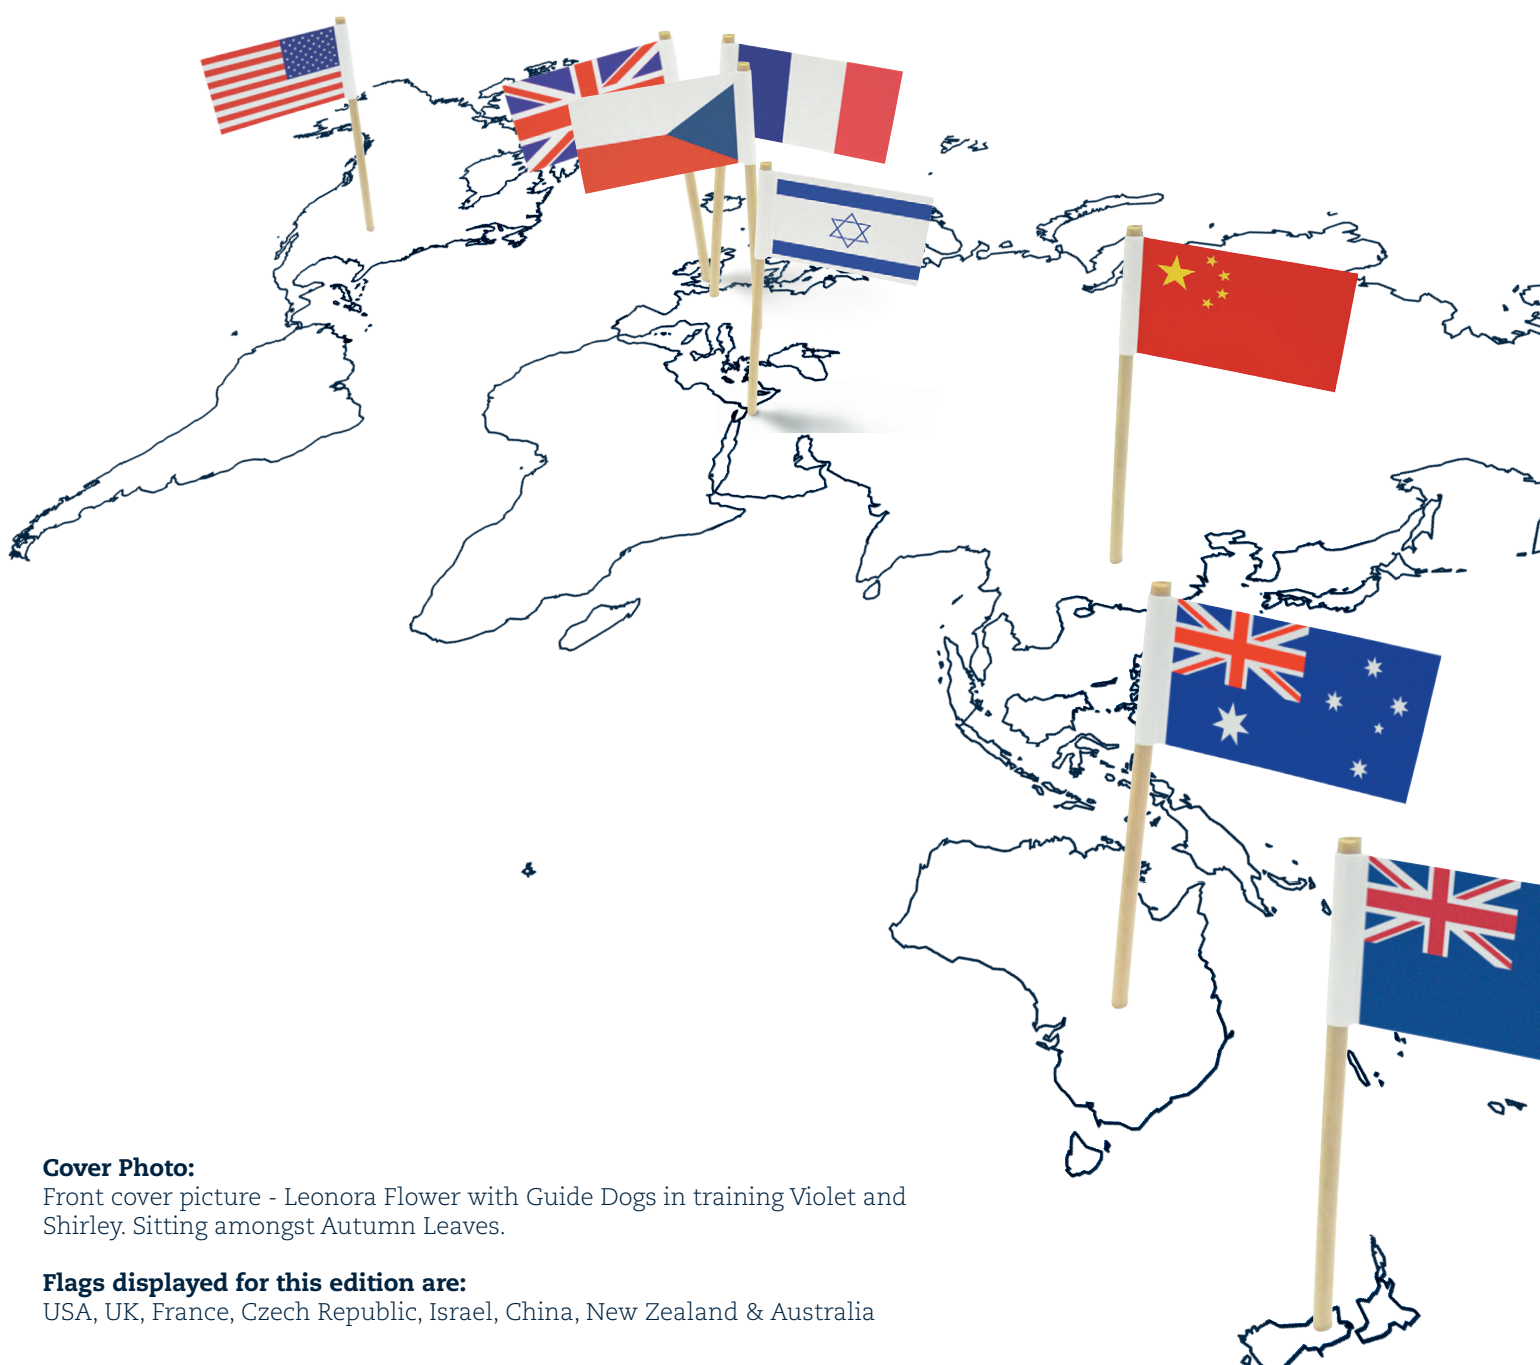 Cover Photo:
Front cover picture - Leonora Flower with Guide Dogs in training Violet and
Shirley. Sitting amongst Autumn Leaves.
Flags displayed for this edition are:
USA, UK, France, Czech Republic, Israel, China, New Zealand & Australia